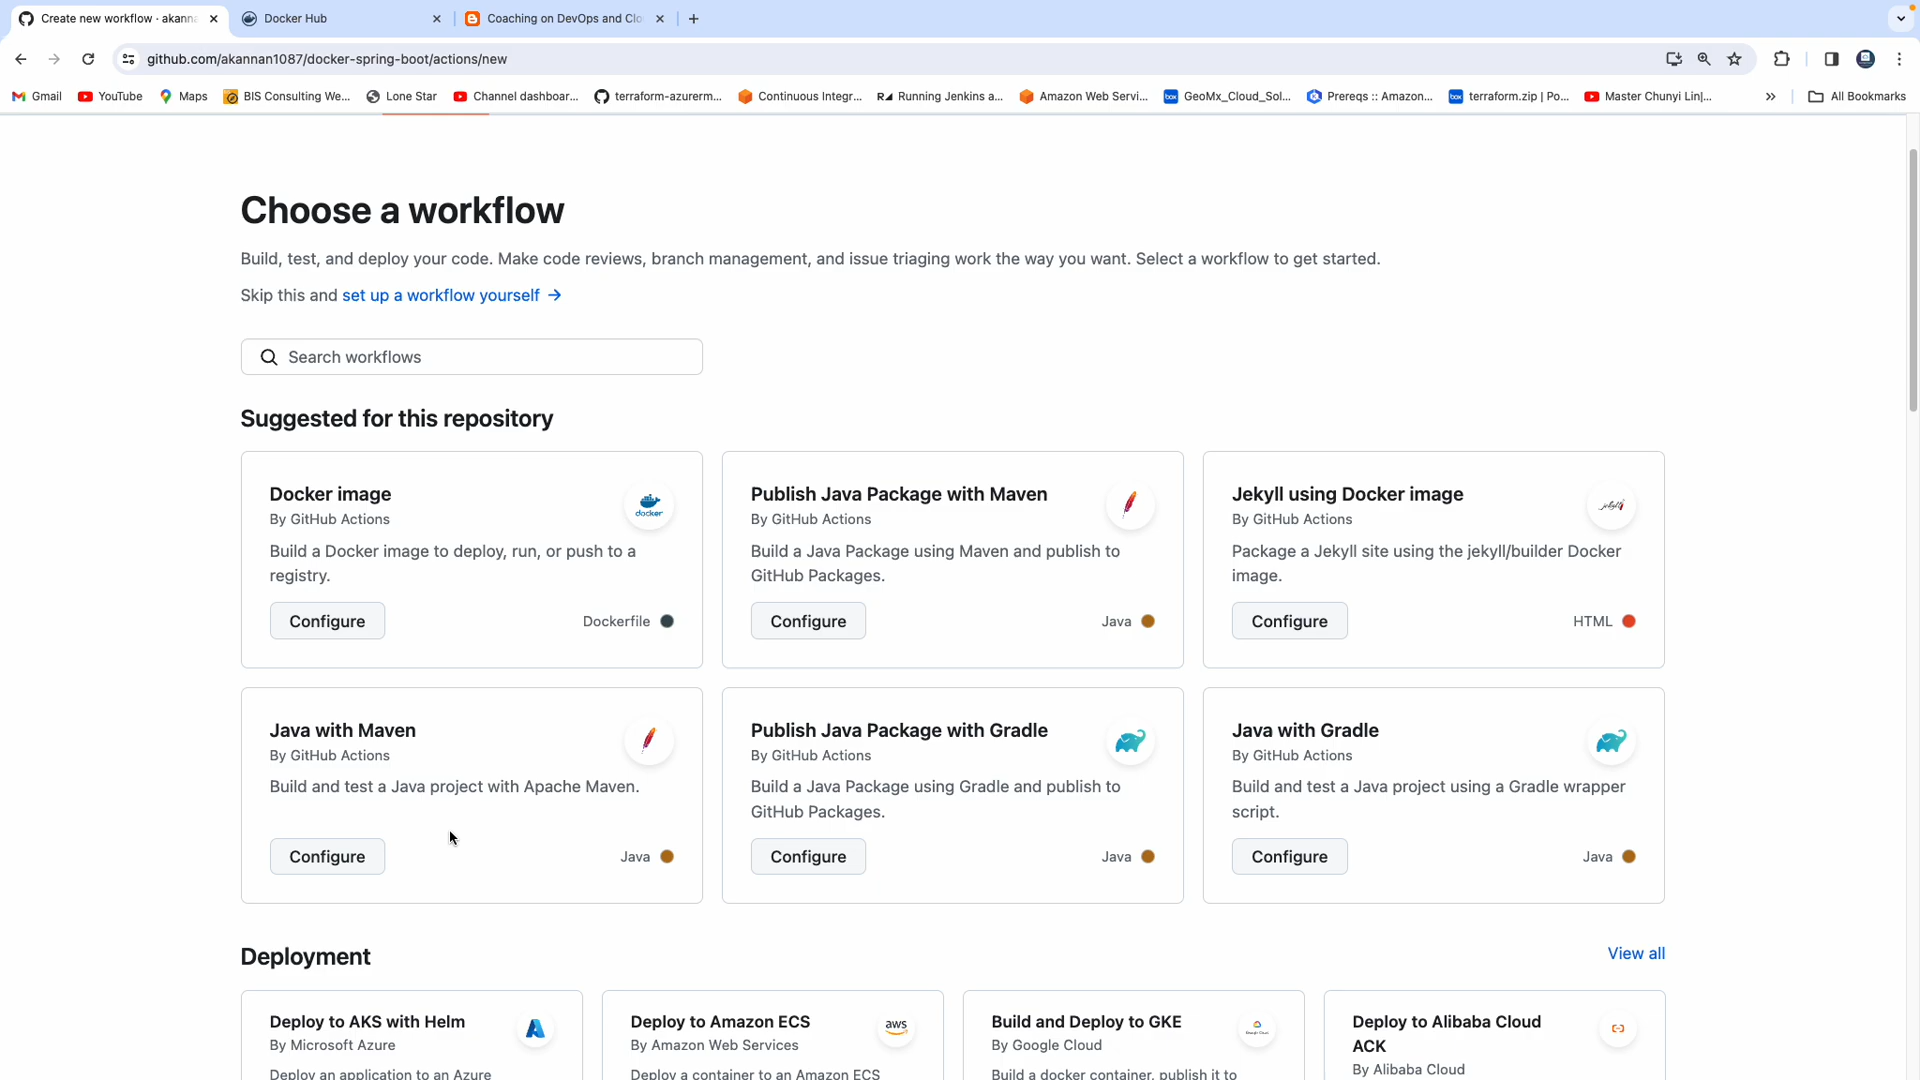 Create new workflow · akann
Docker Hub
Coaching on DevOps and Clo
github.com/akannan1087/docker-spring-boot/actions/new
Gmail
YouTube
Maps
BIS Consulting We...
Lone Star
Channel dashboar...
terraform-azurerm...
Continuous Integr...
Running Jenkins a...
Amazon Web Servi...
GeoMx_Cloud_Sol...
Prereqs :: Amazon...
terraform.zip | Po...
Master Chunyi Lin|...
All Bookmarks
Choose a workflow
Build, test, and deploy your code. Make code reviews, branch management, and issue triaging work the way you want. Select a workflow to get started.
Skip this and set up a workflow yourself →
Search workflows
Suggested for this repository
Docker image
By GitHub Actions
docker
Build a Docker image to deploy, run, or push to a
registry.
Configure
Dockerfile
Publish Java Package with Maven
By GitHub Actions
Build a Java Package using Maven and publish to
GitHub Packages.
Configure
Java
Jekyll using Docker image
By GitHub Actions
Jekyll
Package a Jekyll site using the jekyll/builder Docker
image.
Configure
HTML
Java with Maven
By GitHub Actions
Build and test a Java project with Apache Maven.
Configure
Java
Publish Java Package with Gradle
By GitHub Actions
Build a Java Package using Gradle and publish to
GitHub Packages.
Configure
Java
Java with Gradle
By GitHub Actions
Build and test a Java project using a Gradle wrapper
script.
Configure
Java
Deployment
View all
Deploy to AKS with Helm
By Microsoft Azure
Deploy an application to an Azure
Deploy to Amazon ECS
By Amazon Web Services
aws
Deploy a container to an Amazon ECS
Build and Deploy to GKE
By Google Cloud
Google Cloud
Build a docker container, publish it to
Deploy to Alibaba Cloud
ACK
By Alibaba Cloud